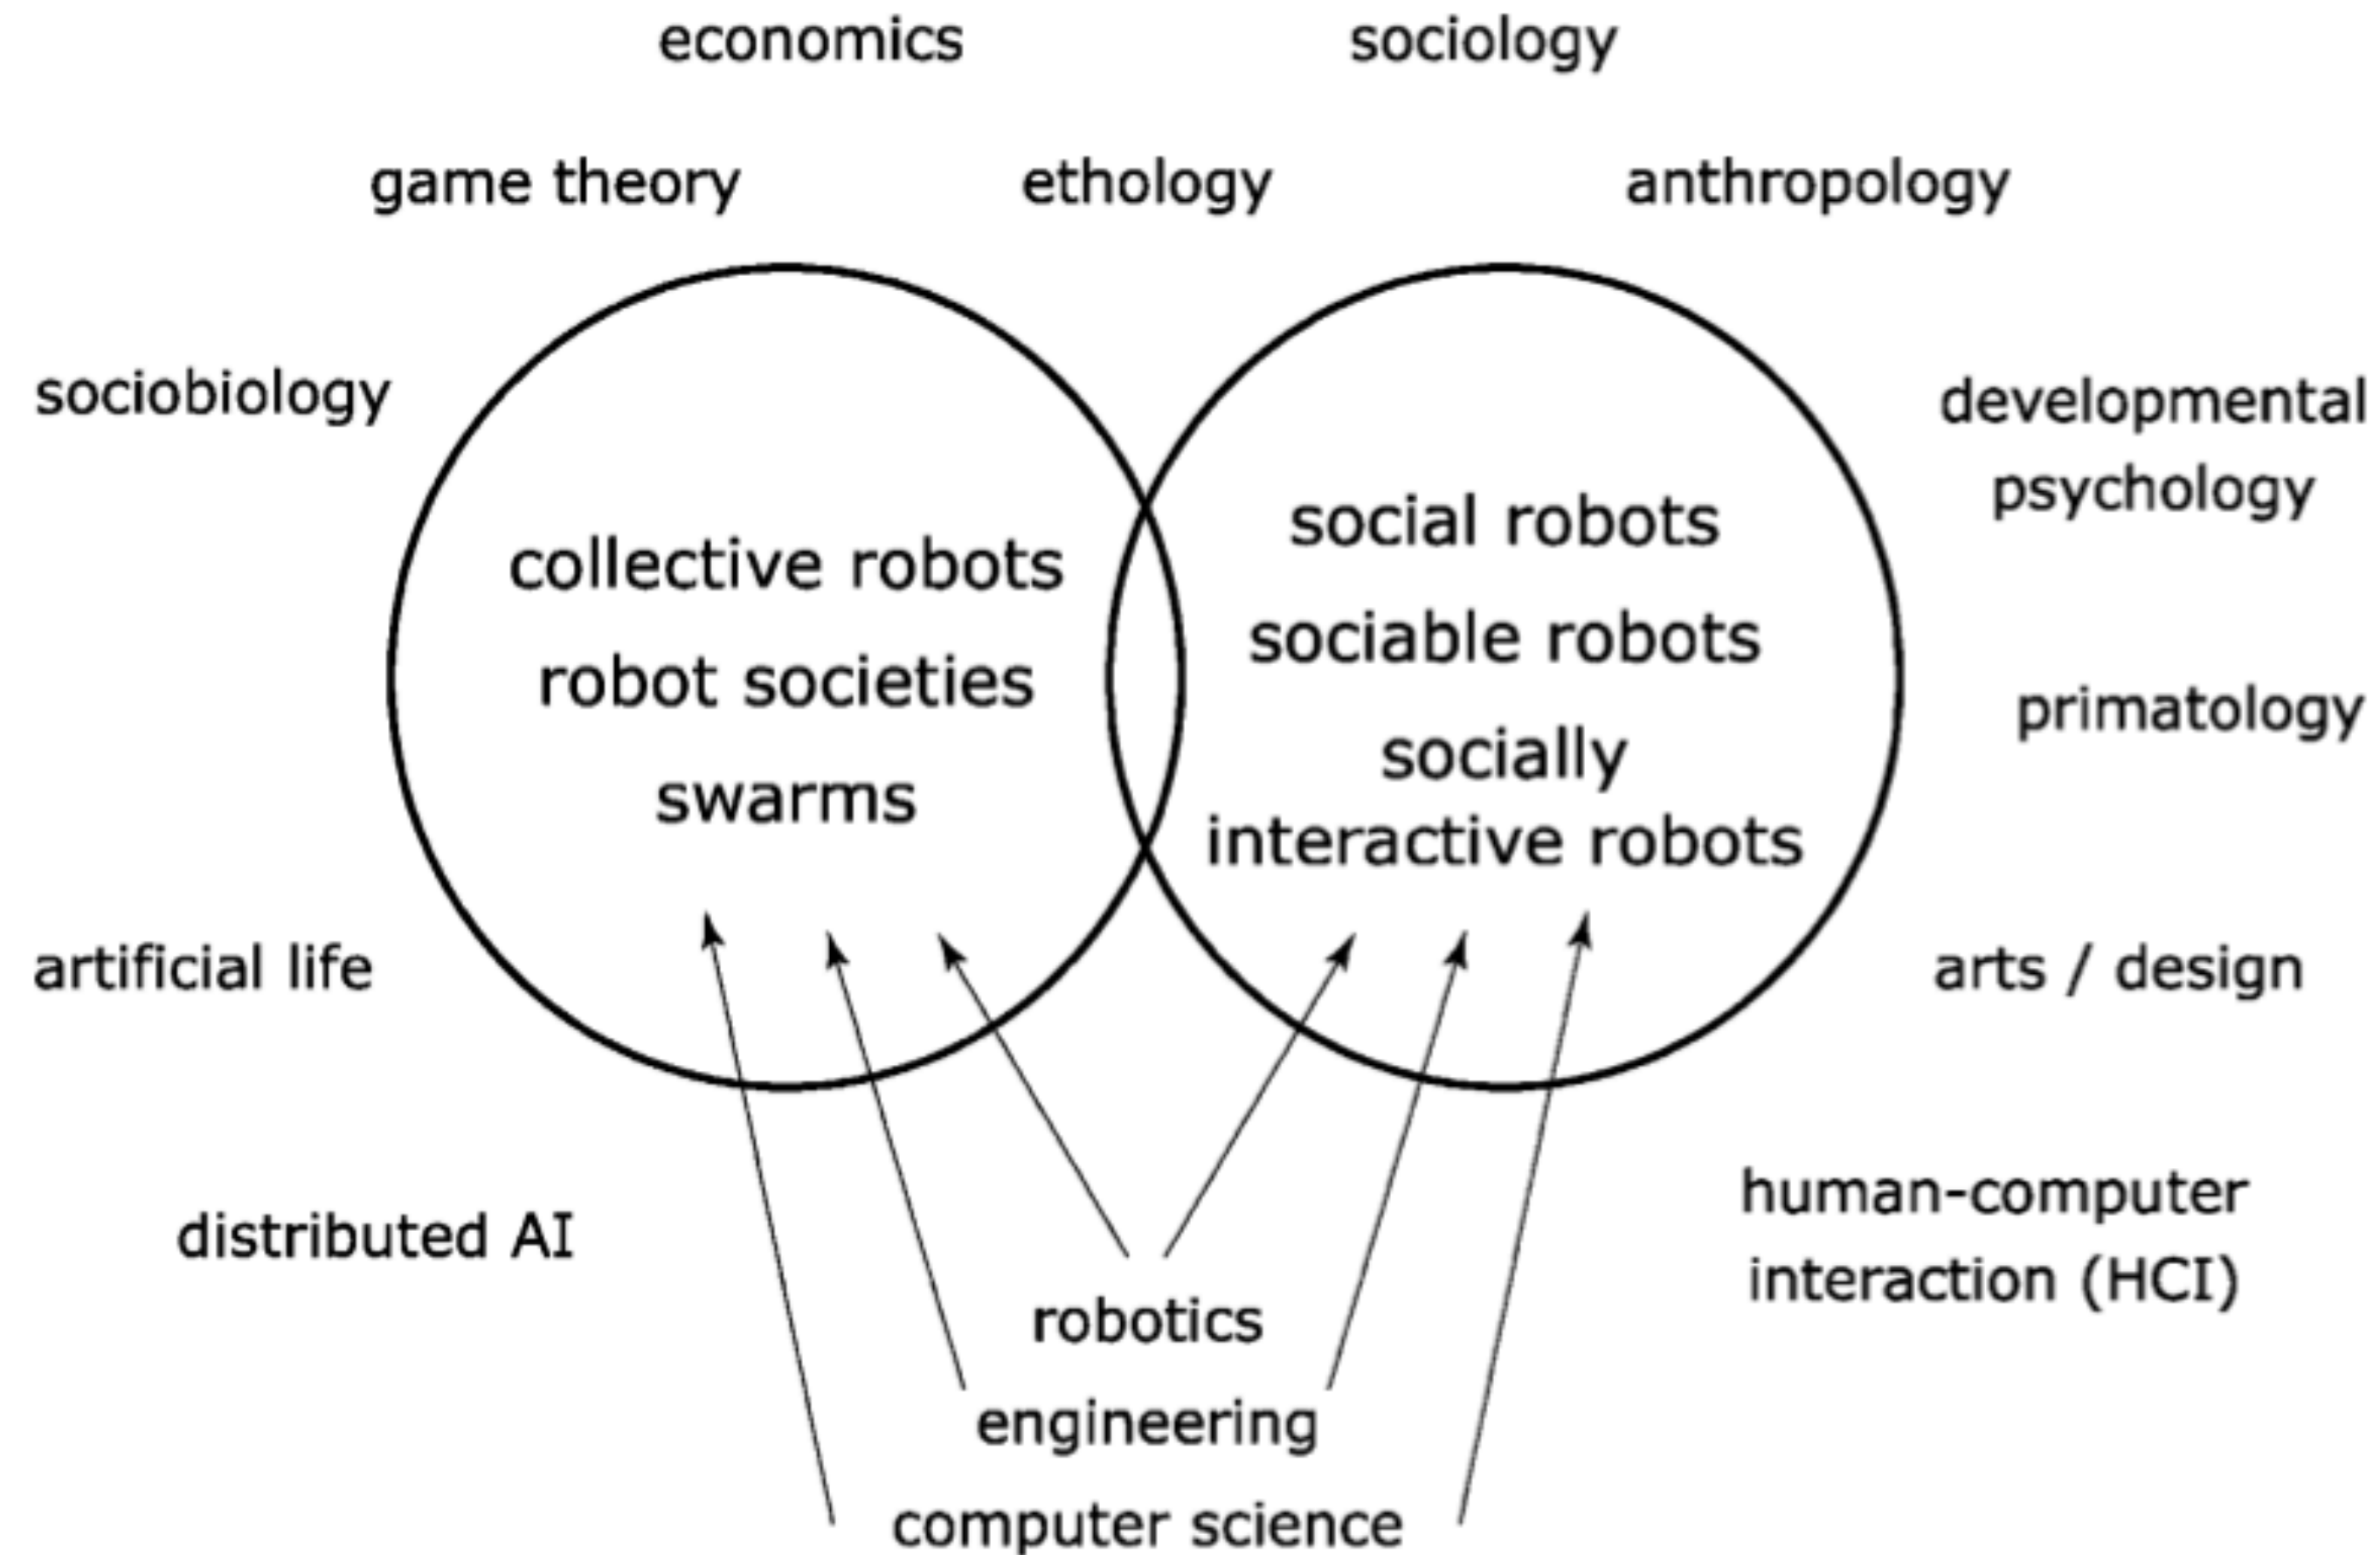 economics
sociology
game theory
ethology
anthropology
sociobiology
developmental
psychology
collective robots
robot societies
swarms
social robots
sociable robots
socially
interactive robots
primatology
artificial life
arts / design
distributed AI
human-computer
interaction (HCI)
robotics
engineering
computer science